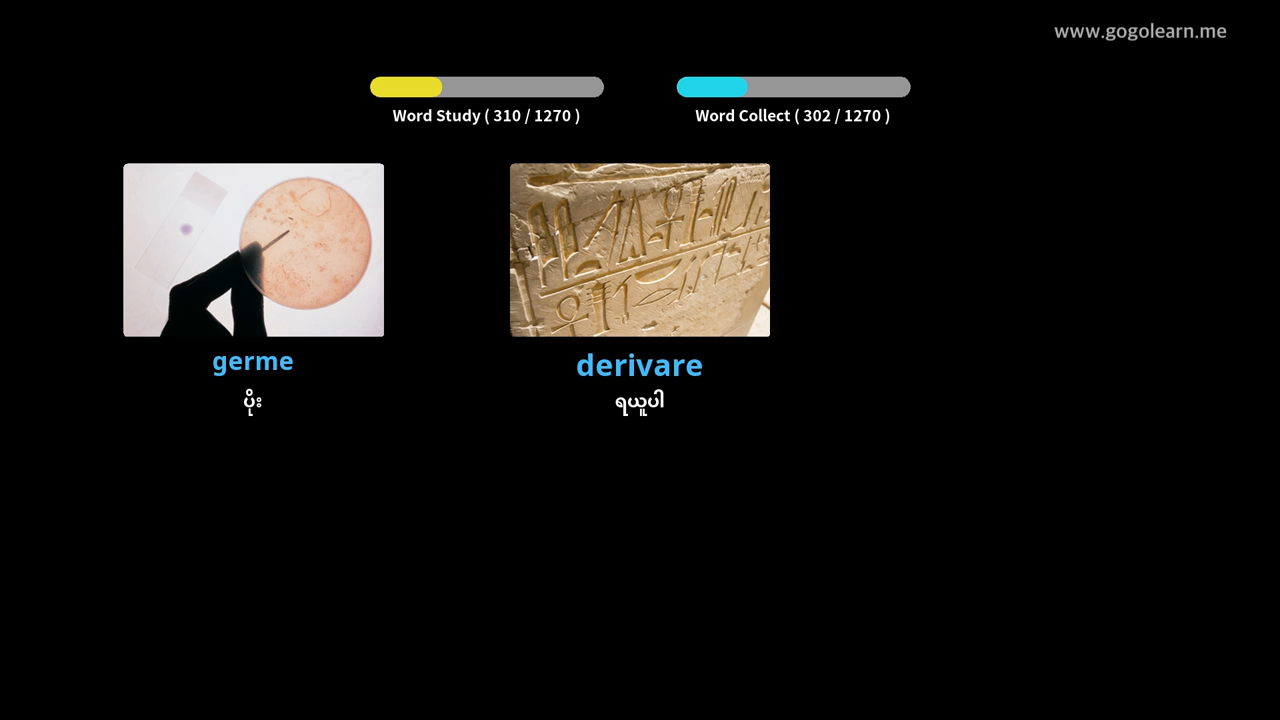 www.gogolearn.me
Word Study ( 310 / 1270 )
Word Collect ( 302 / 1270 )
germe
derivare
ပိုး
ရယူပါ